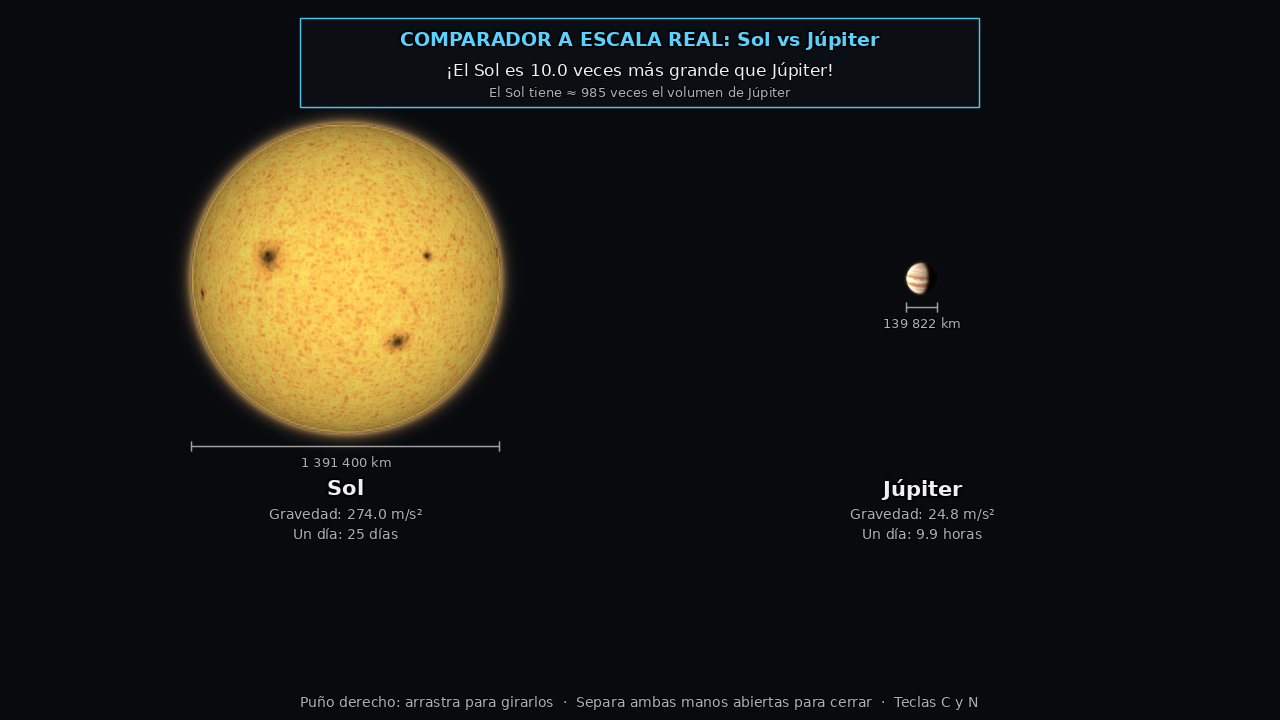 COMPARADOR A ESCALA REAL: Sol vs Júpiter
¡El Sol es 10.0 veces más grande que Júpiter!
El Sol tiene ≈ 985 veces el volumen de Júpiter
139 822 km
1 391 400 km
Sol
Gravedad: 274.0 m/s²
Un día: 25 días
Júpiter
Gravedad: 24.8 m/s²
Un día: 9.9 horas
Puño derecho: arrastra para girarlos · Separa ambas manos abiertas para cerrar · Teclas C y N